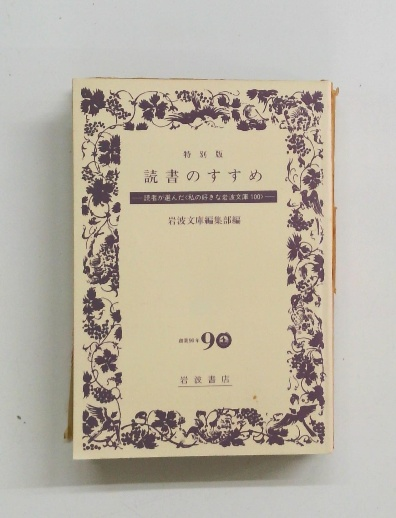 特別版
読書のすすめ
―読者が選んだ〈私の好きな岩波文庫100〉―
岩波文庫編集部編
創業90年 90
岩波書店